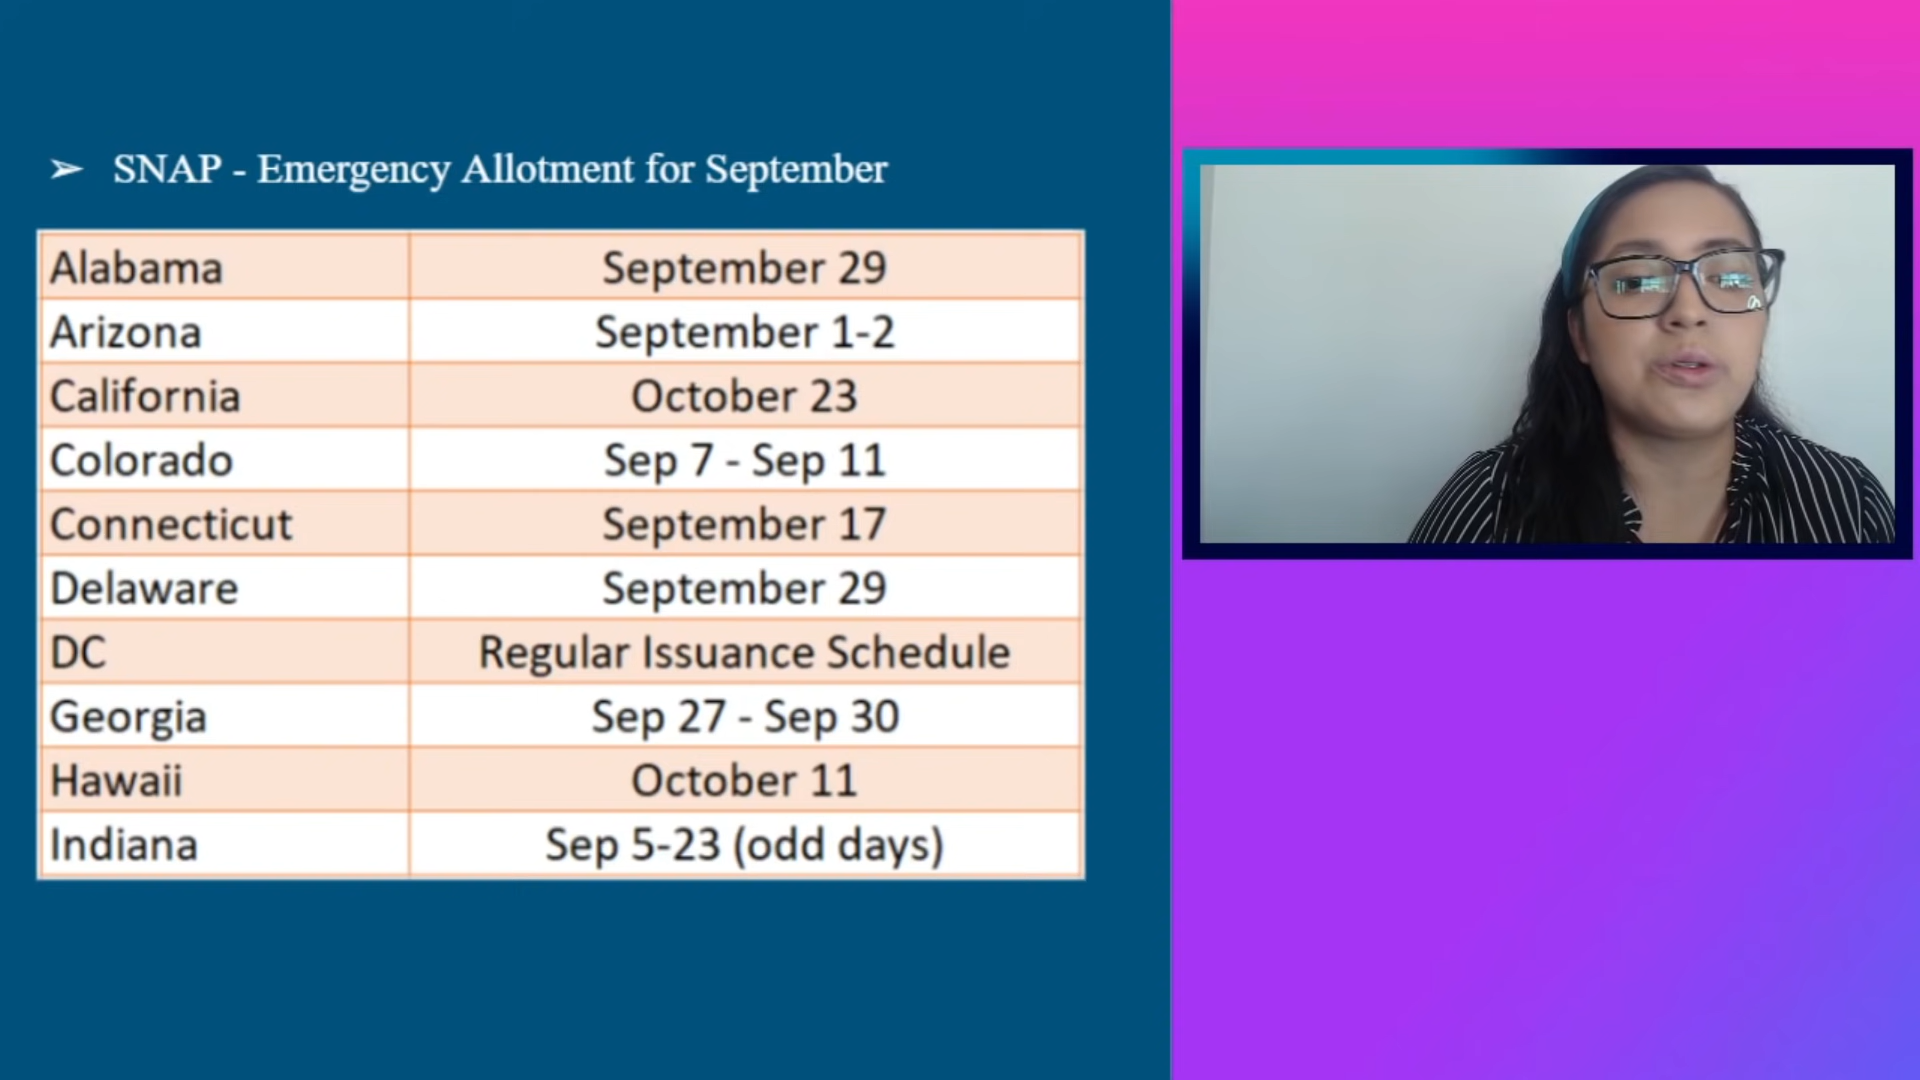 ➢ SNAP - Emergency Allotment for September
Alabama September 29
Arizona September 1-2
California October 23
Colorado Sep 7 - Sep 11
Connecticut September 17
Delaware September 29
DC Regular Issuance Schedule
Georgia Sep 27 - Sep 30
Hawaii October 11
Indiana Sep 5-23 (odd days)